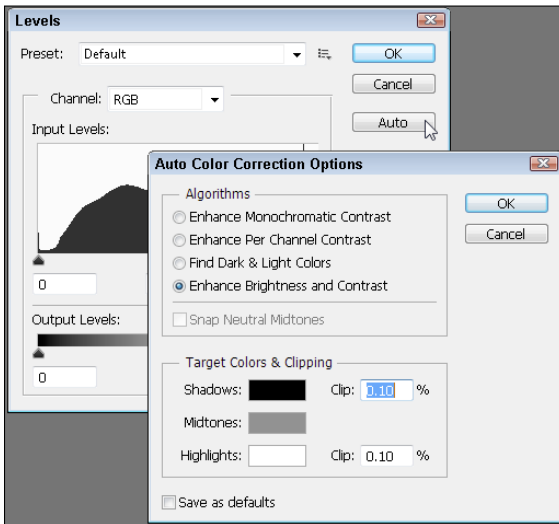 Levels
Preset: Default
OK
Cancel
Channel: RGB
Auto
Input Levels:
0
Output Levels:
0
Auto Color Correction Options
Algorithms
Enhance Monochromatic Contrast
Enhance Per Channel Contrast
Find Dark & Light Colors
Enhance Brightness and Contrast
Snap Neutral Midtones
OK
Cancel
Target Colors & Clipping
Shadows: Clip: 0.10 %
Midtones:
Highlights: Clip: 0.10 %
Save as defaults